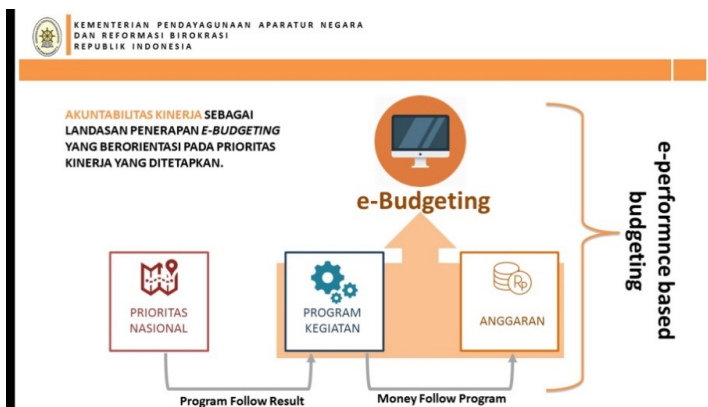 KEMENTERIAN PENDAYAGUNAAN APARATUR NEGARA
DAN REFORMASI BIROKRASI
REPUBLIK INDONESIA
AKUNTABILITAS KINERJA SEBAGAI
LANDASAN PENERAPAN E-BUDGETING
YANG BERORIENTASI PADA PRIORITAS
KINERJA YANG DITETAPKAN.
e-Budgeting
e-performnce based
budgeting
PRIORITAS
NASIONAL
PROGRAM
KEGIATAN
Rp
ANGGARAN
Program Follow Result
Money Follow Program